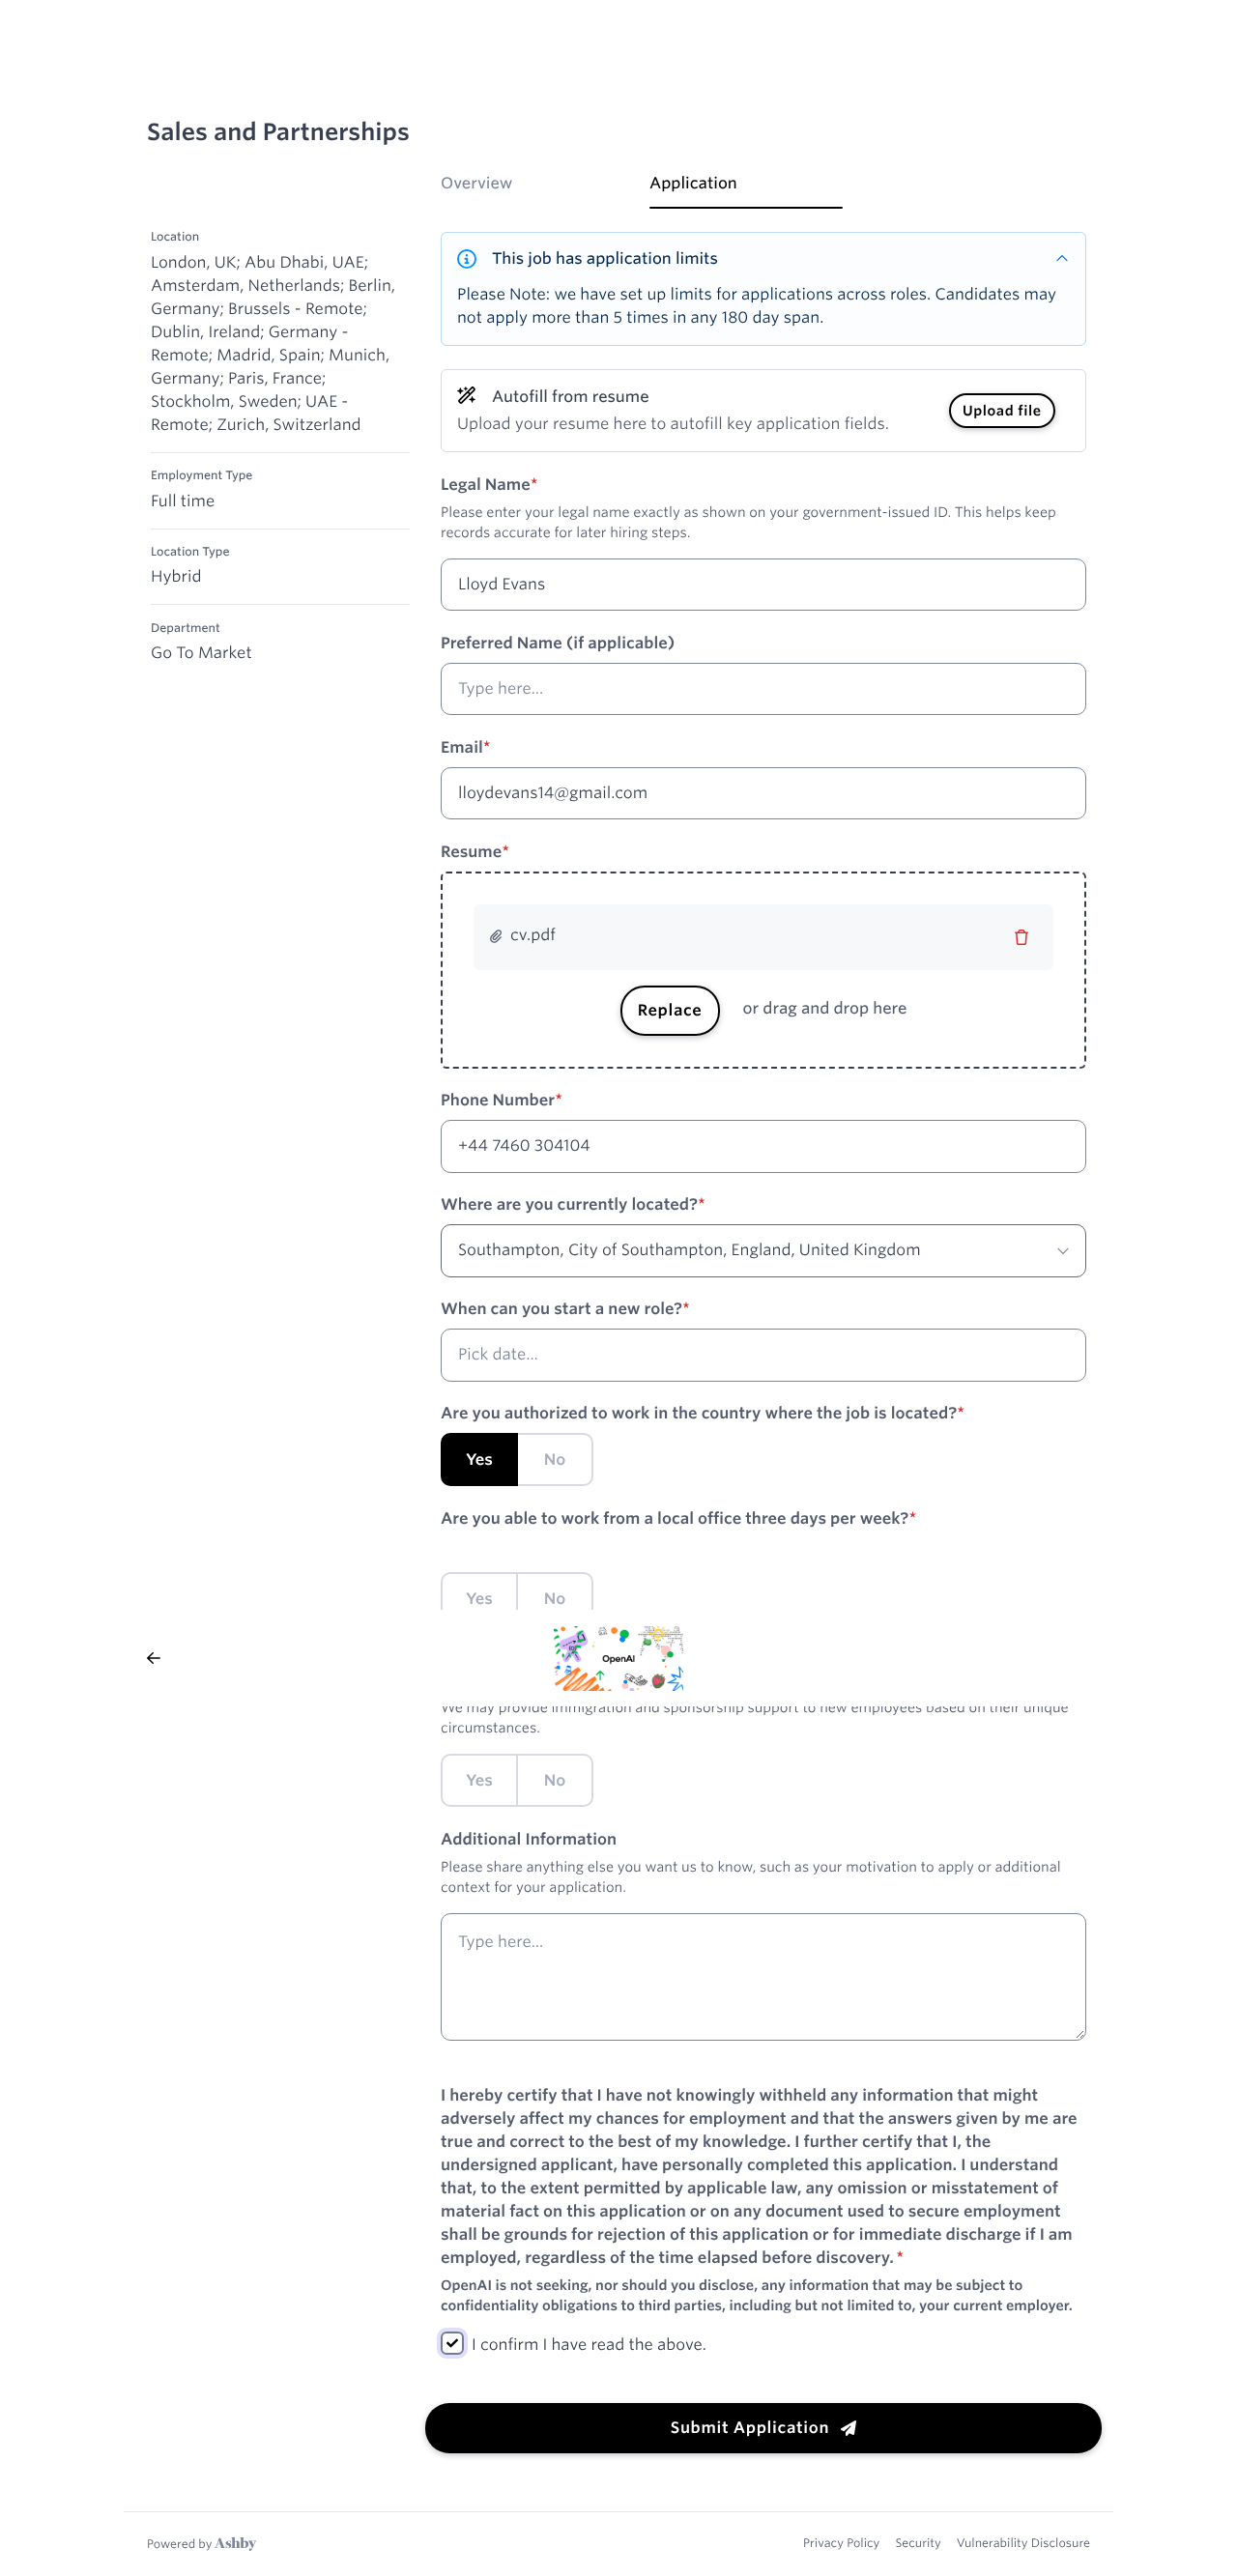 Sales and Partnerships
Overview
Application
Location
London, UK; Abu Dhabi, UAE;
Amsterdam, Netherlands; Berlin,
Germany; Brussels - Remote;
Dublin, Ireland; Germany -
Remote; Madrid, Spain; Munich,
Germany; Paris, France;
Stockholm, Sweden; UAE -
Remote; Zurich, Switzerland
Employment Type
Full time
Location Type
Hybrid
Department
Go To Market
This job has application limits
Please Note: we have set up limits for applications across roles. Candidates may
not apply more than 5 times in any 180 day span.
Autofill from resume
Upload your resume here to autofill key application fields.
Upload file
Legal Name*
Please enter your legal name exactly as shown on your government-issued ID. This helps keep
records accurate for later hiring steps.
Lloyd Evans
Preferred Name (if applicable)
Type here...
Email*
lloydevans14@gmail.com
Resume*
cv.pdf
Replace
or drag and drop here
Phone Number*
+44 7460 304104
Where are you currently located?*
Southampton, City of Southampton, England, United Kingdom
When can you start a new role?*
Pick date...
Are you authorized to work in the country where the job is located?*
Yes
No
Are you able to work from a local office three days per week?*
Yes
No
OpenAI
We may provide immigration and sponsorship support to new employees based on their unique
circumstances.
Yes
No
Additional Information
Please share anything else you want us to know, such as your motivation to apply or additional
context for your application.
Type here...
I hereby certify that I have not knowingly withheld any information that might
adversely affect my chances for employment and that the answers given by me are
true and correct to the best of my knowledge. I further certify that I, the
undersigned applicant, have personally completed this application. I understand
that, to the extent permitted by applicable law, any omission or misstatement of
material fact on this application or on any document used to secure employment
shall be grounds for rejection of this application or for immediate discharge if I am
employed, regardless of the time elapsed before discovery.*
OpenAI is not seeking, nor should you disclose, any information that may be subject to
confidentiality obligations to third parties, including but not limited to, your current employer.
I confirm I have read the above.
Submit Application
Powered by Ashby
Privacy Policy
Security
Vulnerability Disclosure